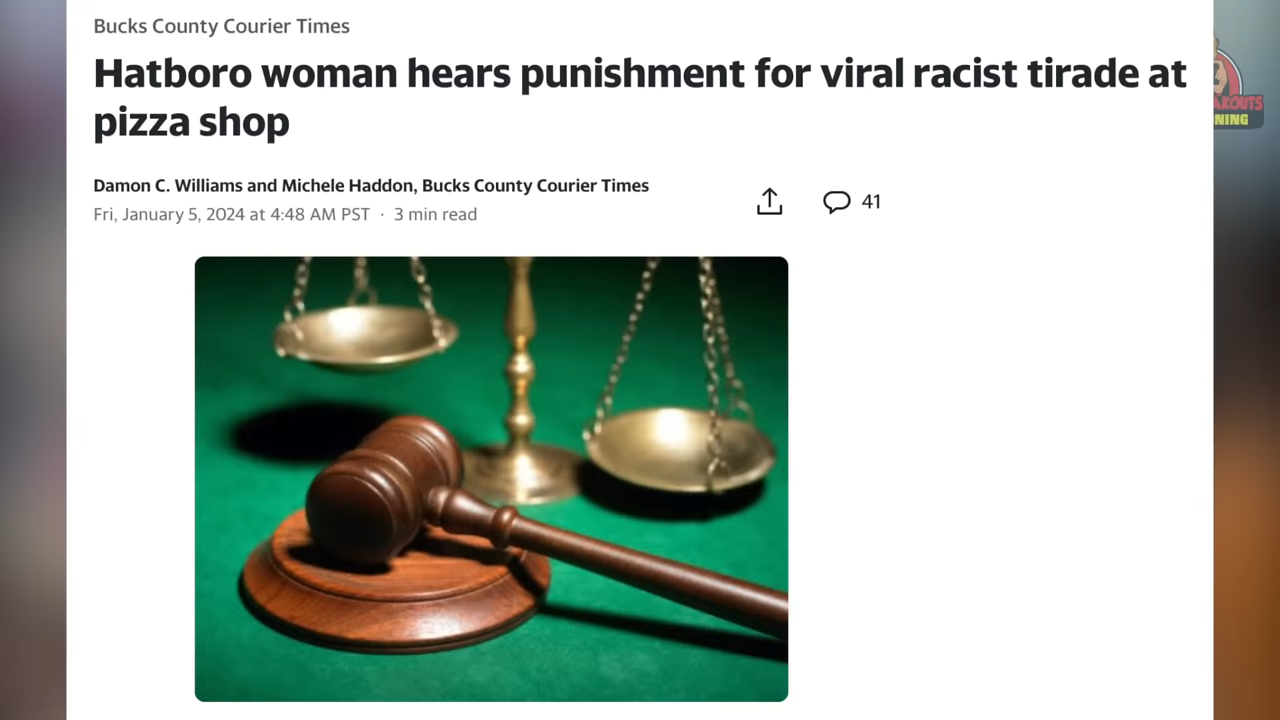 Bucks County Courier Times
Hatboro woman hears punishment for viral racist tirade at
pizza shop
Damon C. Williams and Michele Haddon, Bucks County Courier Times
Fri, January 5, 2024 at 4:48 AM PST · 3 min read
41